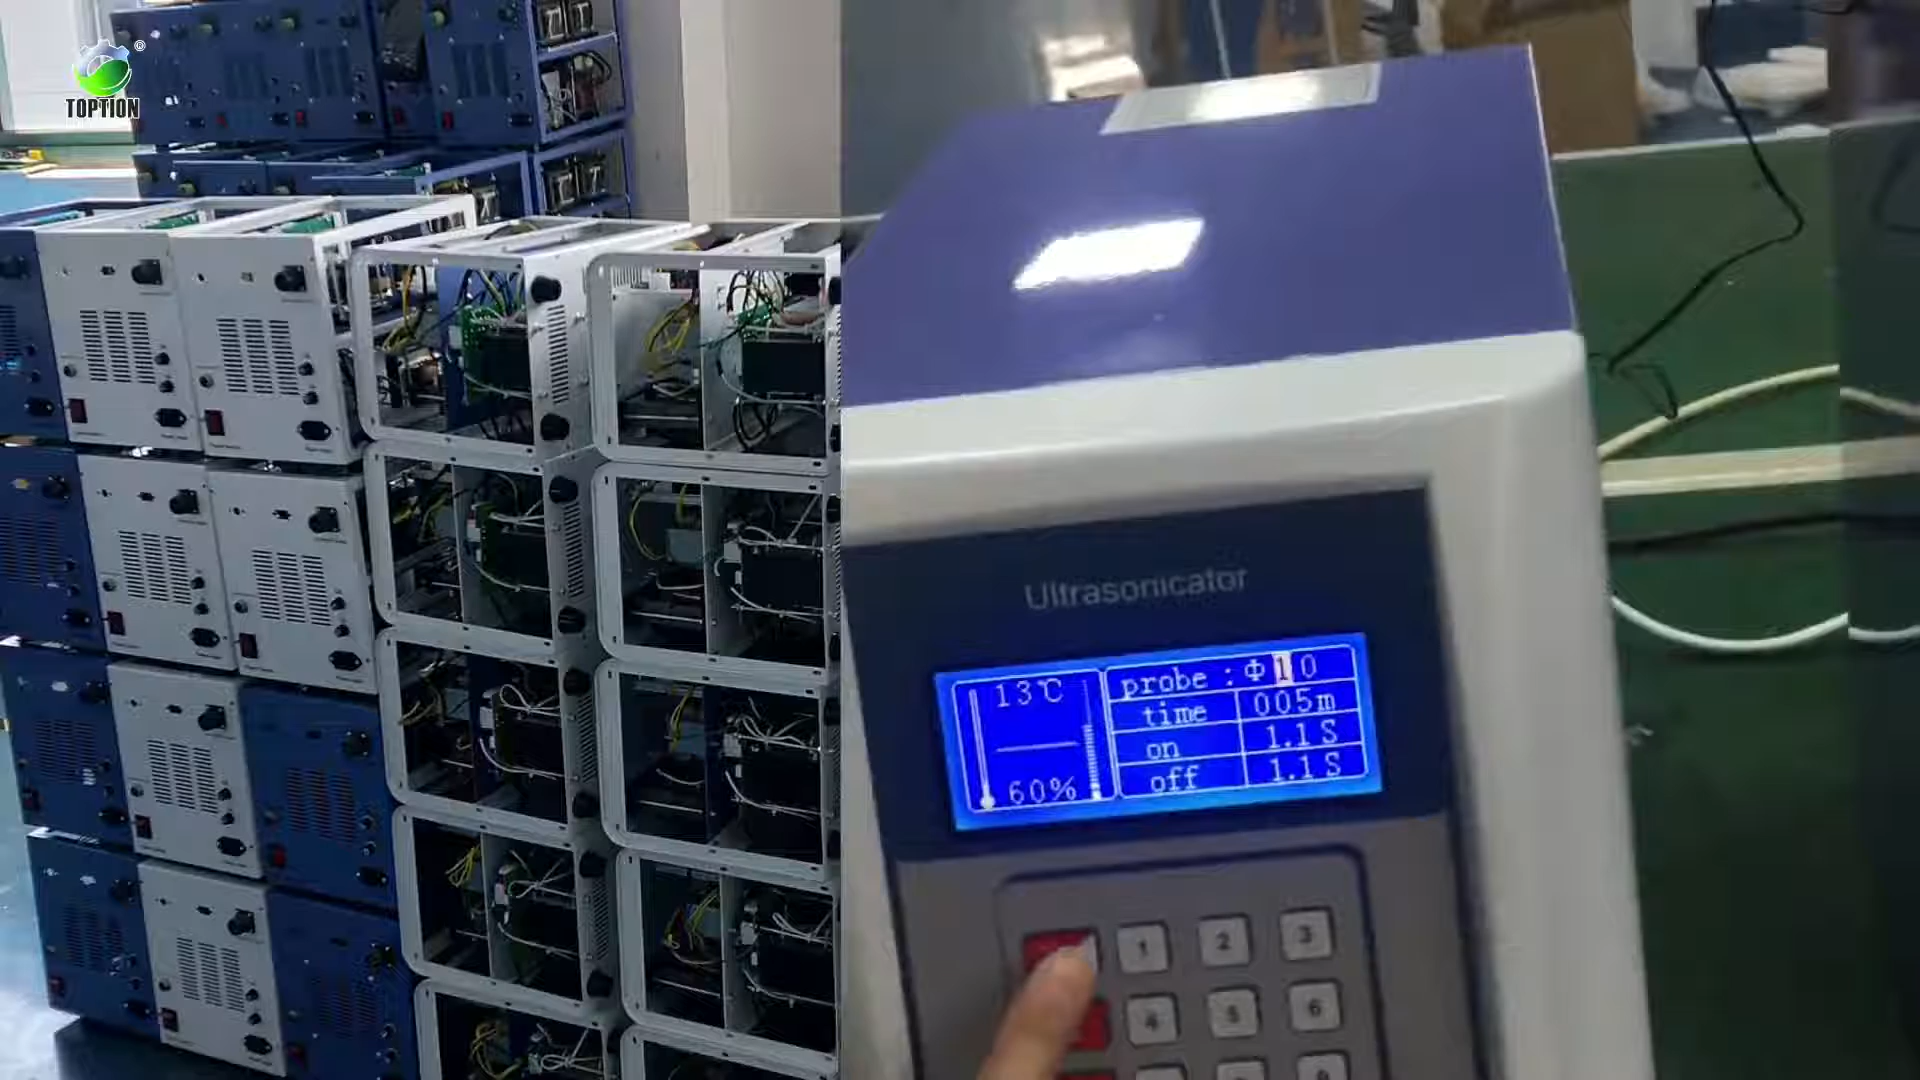 TOPTION
®
Ultrasonicator
13℃
60%
probe : Φ10
time 005m
on 1.1S
off 1.1S
1 2 3
4 5 6